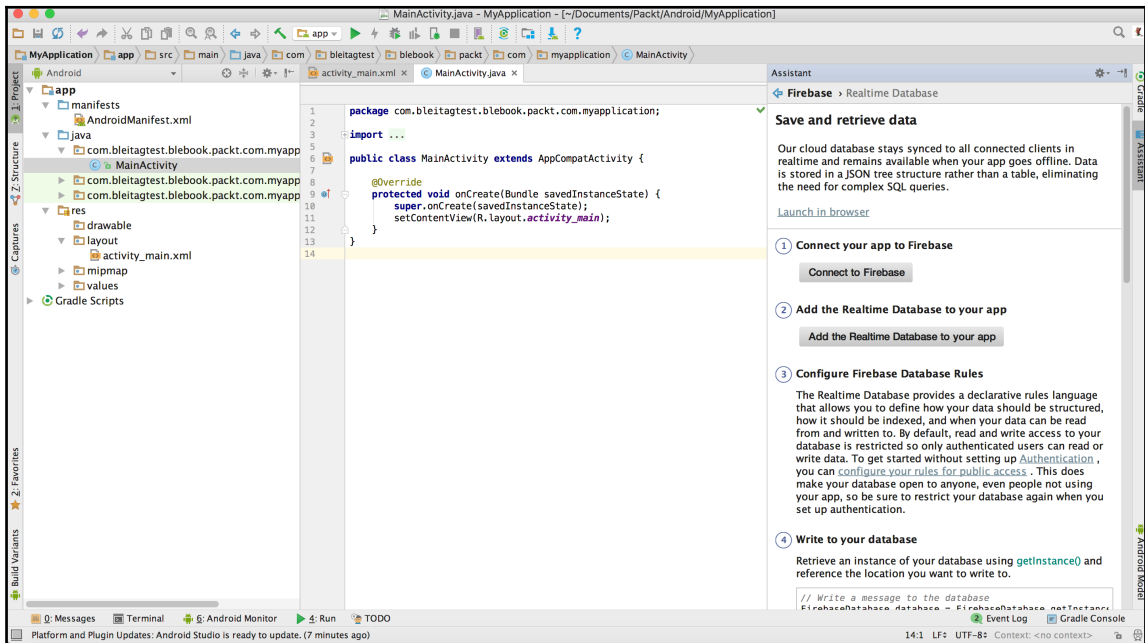 MainActivity.java - MyApplication - [~/Documents/Packt/Android/MyApplication]
app
MyApplication app src main java com bleitagtest blebook packt com myapplication MainActivity
Android
activity_main.xml MainActivity.java
Assistant
1: Project
Z: Structure
Captures
2: Favorites
Build Variants
app
manifests
AndroidManifest.xml
java
com.bleitagtest.blebook.packt.com.myapp
MainActivity
com.bleitagtest.blebook.packt.com.myapp
com.bleitagtest.blebook.packt.com.myapp
res
drawable
layout
activity_main.xml
mipmap
values
Gradle Scripts
1 package com.bleitagtest.blebook.packt.com.myapplication;
2
3 import ...
5
6 public class MainActivity extends AppCompatActivity {
7
8 @Override
9 protected void onCreate(Bundle savedInstanceState) {
10 super.onCreate(savedInstanceState);
11 setContentView(R.layout.activity_main);
12 }
13 }
14
Firebase › Realtime Database
Save and retrieve data
Our cloud database stays synced to all connected clients in
realtime and remains available when your app goes offline. Data
is stored in a JSON tree structure rather than a table, eliminating
the need for complex SQL queries.
Launch in browser
1 Connect your app to Firebase
Connect to Firebase
2 Add the Realtime Database to your app
Add the Realtime Database to your app
3 Configure Firebase Database Rules
The Realtime Database provides a declarative rules language
that allows you to define how your data should be structured,
how it should be indexed, and when your data can be read
from and written to. By default, read and write access to your
database is restricted so only authenticated users can read or
write data. To get started without setting up Authentication ,
you can configure your rules for public access . This does
make your database open to anyone, even people not using
your app, so be sure to restrict your database again when you
set up authentication.
4 Write to your database
Retrieve an instance of your database using getInstance() and
reference the location you want to write to.
// Write a message to the database
FirebaseDatabase database = FirebaseDatabase.getInstance
Gradle
Assistant
Android Model
0: Messages Terminal 6: Android Monitor 4: Run TODO 2 Event Log Gradle Console
Platform and Plugin Updates: Android Studio is ready to update. (7 minutes ago) 14:1 LF UTF-8 Context: <no context>